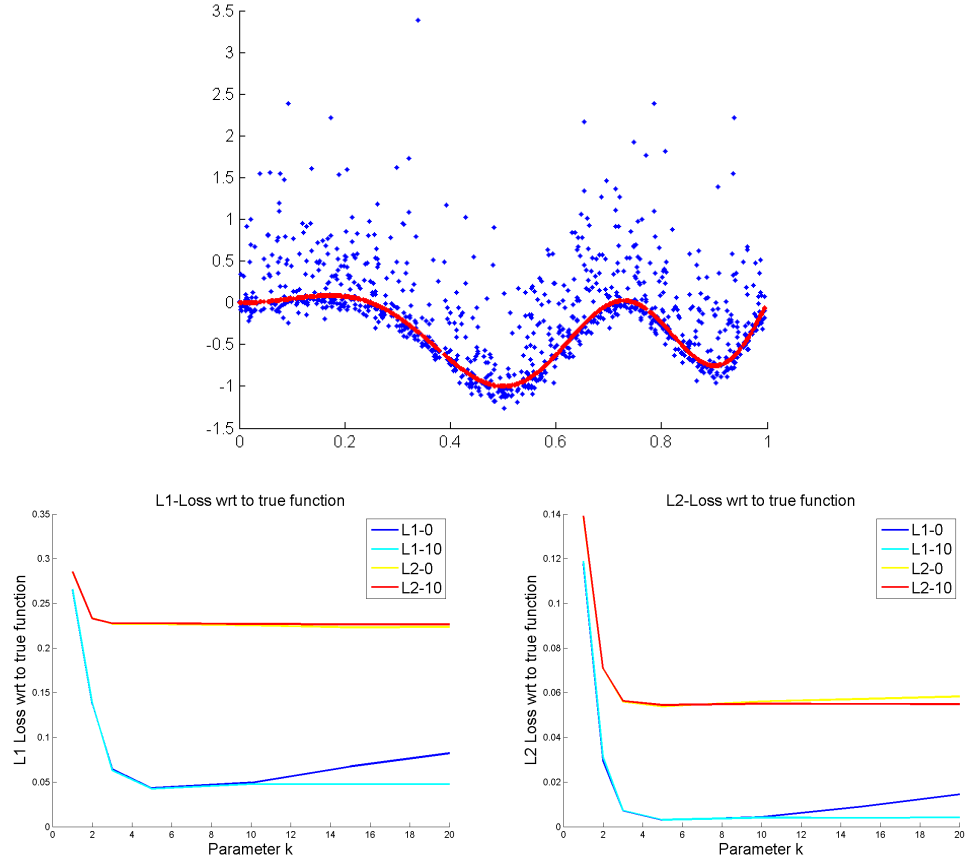 3.5
3
2.5
2
1.5
1
0.5
0
-0.5
-1
-1.5
0 0.2 0.4 0.6 0.8 1
L1-Loss wrt to true function
0.35
0.3
0.25
0.2
0.15
0.1
0.05
0
L1 Loss wrt to true function
L1-0
L1-10
L2-0
L2-10
0 2 4 6 8 10 12 14 16 18 20
Parameter k
L2-Loss wrt to true function
0.14
0.12
0.1
0.08
0.06
0.04
0.02
0
L2 Loss wrt to true function
L1-0
L1-10
L2-0
L2-10
0 2 4 6 8 10 12 14 16 18 20
Parameter k